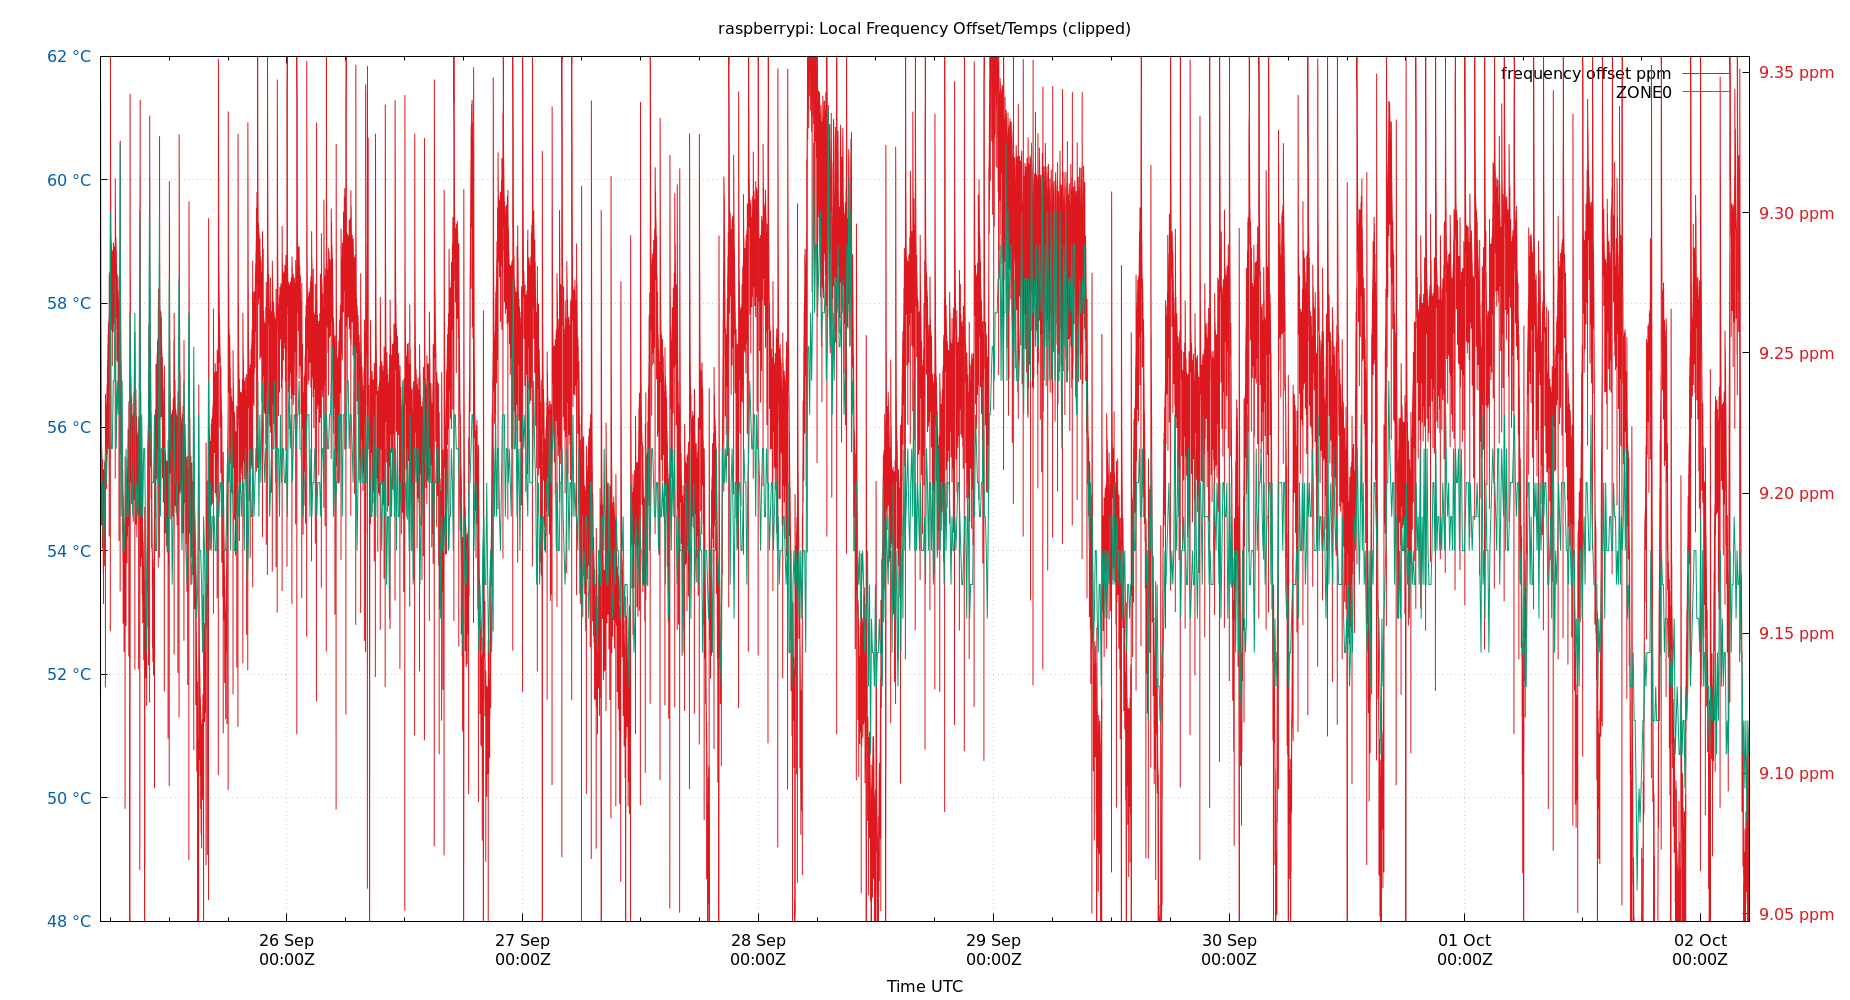 raspberrypi: Local Frequency Offset/Temps (clipped)
frequency offset ppm
ZONE0
62 °C
60 °C
58 °C
56 °C
54 °C
52 °C
50 °C
48 °C
9.35 ppm
9.30 ppm
9.25 ppm
9.20 ppm
9.15 ppm
9.10 ppm
9.05 ppm
26 Sep 27 Sep 28 Sep 29 Sep 30 Sep 01 Oct 02 Oct
00:00Z 00:00Z 00:00Z 00:00Z 00:00Z 00:00Z 00:00Z
Time UTC